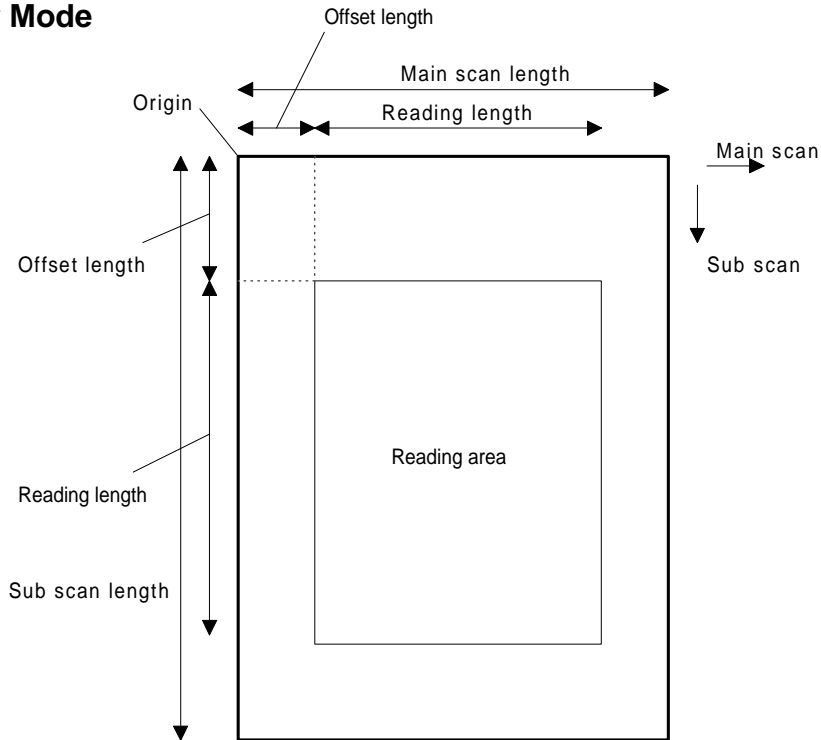 Mode
Offset length
Main scan length
Origin
Reading length
Main scan
Offset length
Sub scan
Reading area
Reading length
Sub scan length